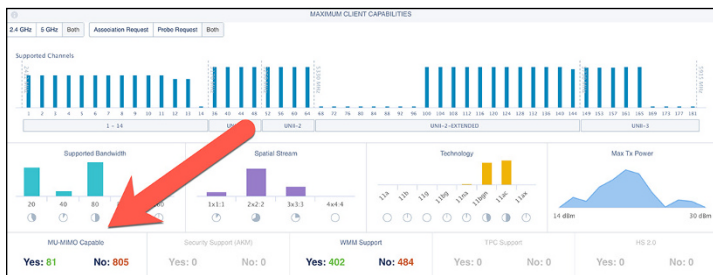 MAXIMUM CLIENT CAPABILITIES
2.4 GHz 5 GHz Both Association Request Probe Request Both
Supported Channels
1 2 3 4 5 6 7 8 9 10 11 12 13 14 36 40 44 48 52 56 60 64 68 72 76 80 84 88 92 96 100 104 108 112 116 120 124 128 132 136 140 144 149 153 157 161 165 169 173 177 181
1 - 14 UNII-2 UNII-2-EXTENDED UNII-3
Supported Bandwidth Spatial Stream Technology Max Tx Power
20 40 80 1x1:1 2x2:2 3x3:3 4x4:4 11a 11b 11g 11bg 11na 11bgn 11ac 11ax 14 dBm 30 dBm
MU-MIMO Capable Security Support (AKM) WMM Support TPC Support HS 2.0
Yes: 81 No: 805 Yes: 0 No: 0 Yes: 402 No: 484 Yes: 0 No: 0 Yes: 0 No: 0